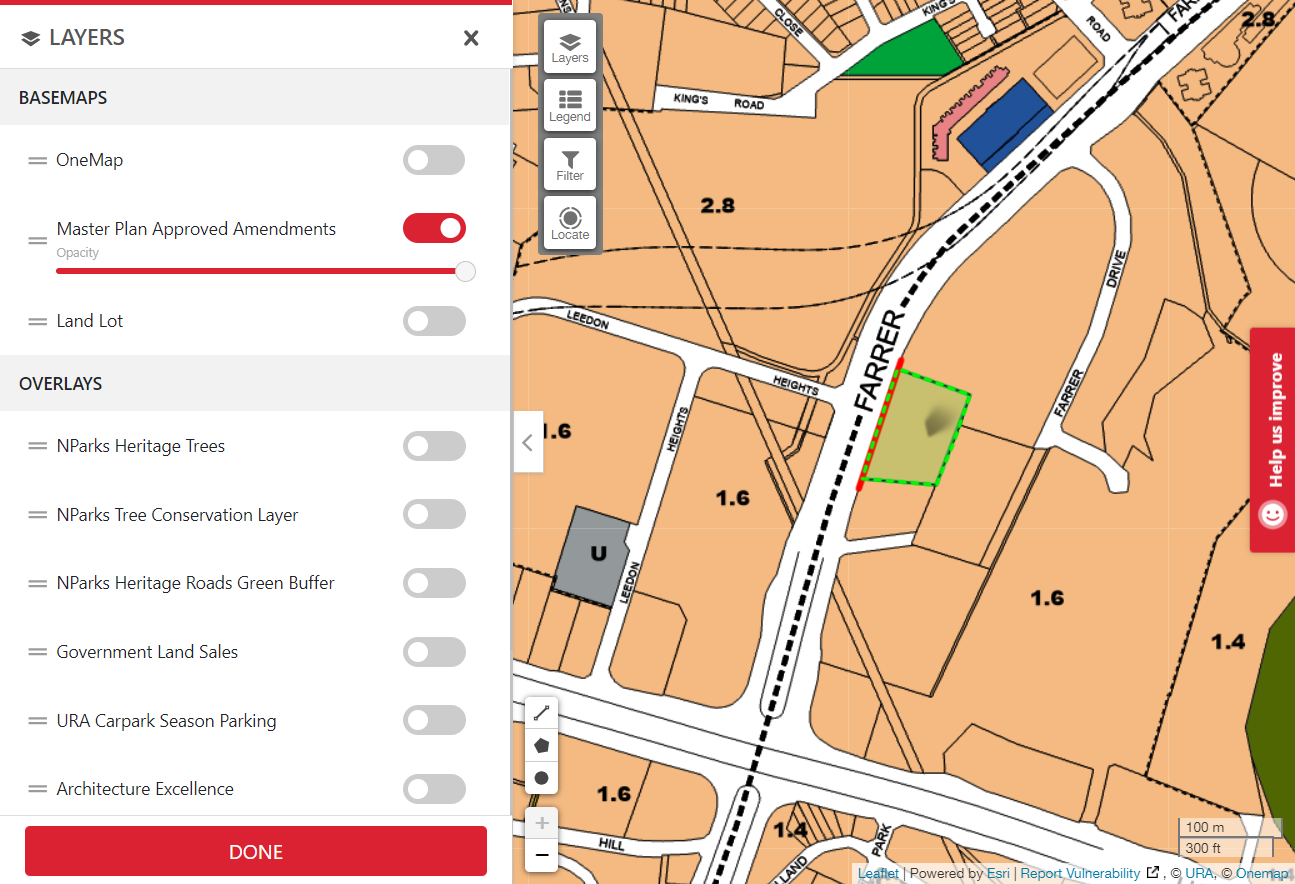 LAYERS
BASEMAPS
OneMap
Master Plan Approved Amendments
Opacity
Land Lot
OVERLAYS
NParks Heritage Trees
NParks Tree Conservation Layer
NParks Heritage Roads Green Buffer
Government Land Sales
URA Carpark Season Parking
Architecture Excellence
DONE
Layers
Legend
Filter
Locate
CLOSE
KING'S
ROAD
2.8
KING'S ROAD
2.8
DRIVE
LEEDON
FARRER
HEIGHTS
FARRER
HEIGHTS
1.6
1.6
U
LEEDON
1.6
1.4
1.6
1.4
HILL
PARK
LAND
Help us improve
100 m
300 ft
Leaflet | Powered by Esri | Report Vulnerability , © URA, © Onemap